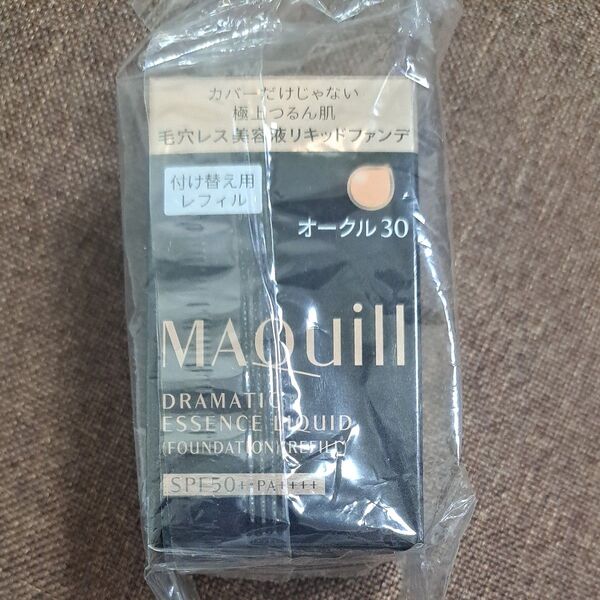 カバーだけじゃない
極上つるん肌
毛穴レス美容液リキッドファンデ
付け替え用
レフィル
オークル30
MAQuill
DRAMATIC
ESSENCE LIQUID
(FOUNDATION)(REFILL)
SPF50+・PA++++